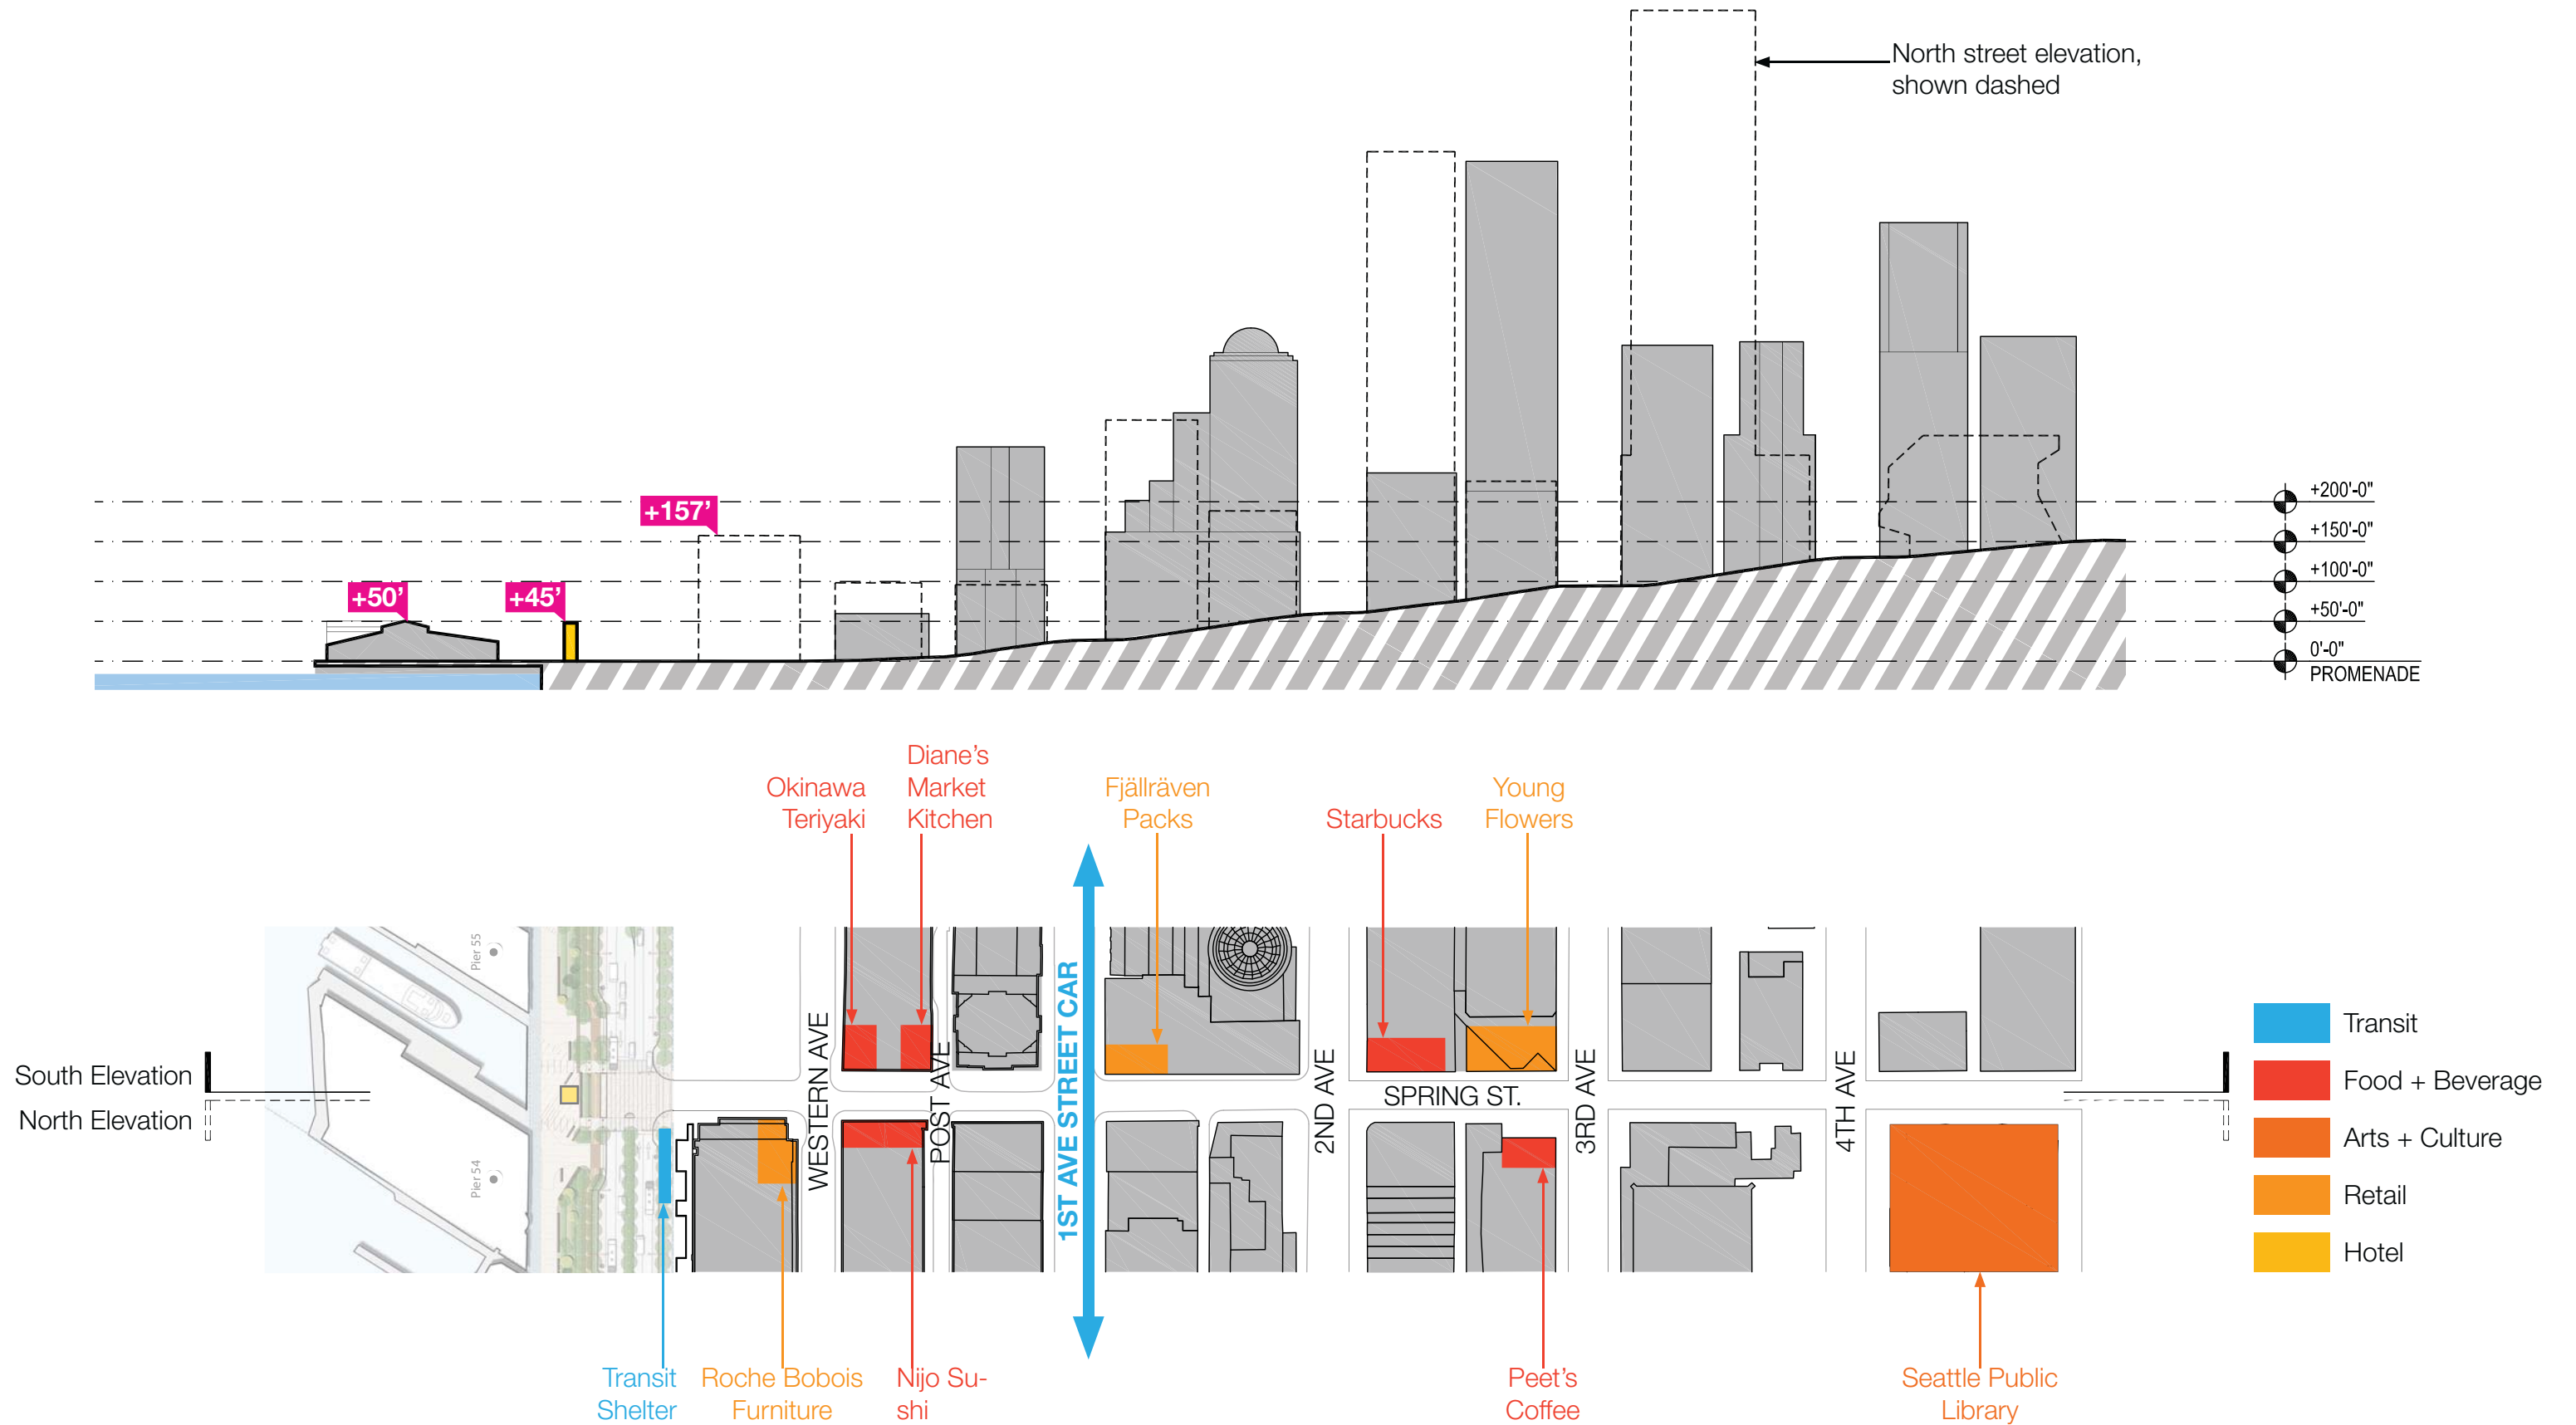 North street elevation,
shown dashed
+157'
+50'
+45'
+200'-0"
+150'-0"
+100'-0"
+50'-0"
0'-0"
PROMENADE
Okinawa
Teriyaki
Diane's
Market
Kitchen
Fjällräven
Packs
Starbucks
Young
Flowers
Pier 55
Pier 54
South Elevation
North Elevation
WESTERN AVE
POST AVE
1ST AVE STREET CAR
2ND AVE
SPRING ST.
3RD AVE
4TH AVE
Transit
Food + Beverage
Arts + Culture
Retail
Hotel
Transit
Shelter
Roche Bobois
Furniture
Nijo Su-
shi
Peet's
Coffee
Seattle Public
Library